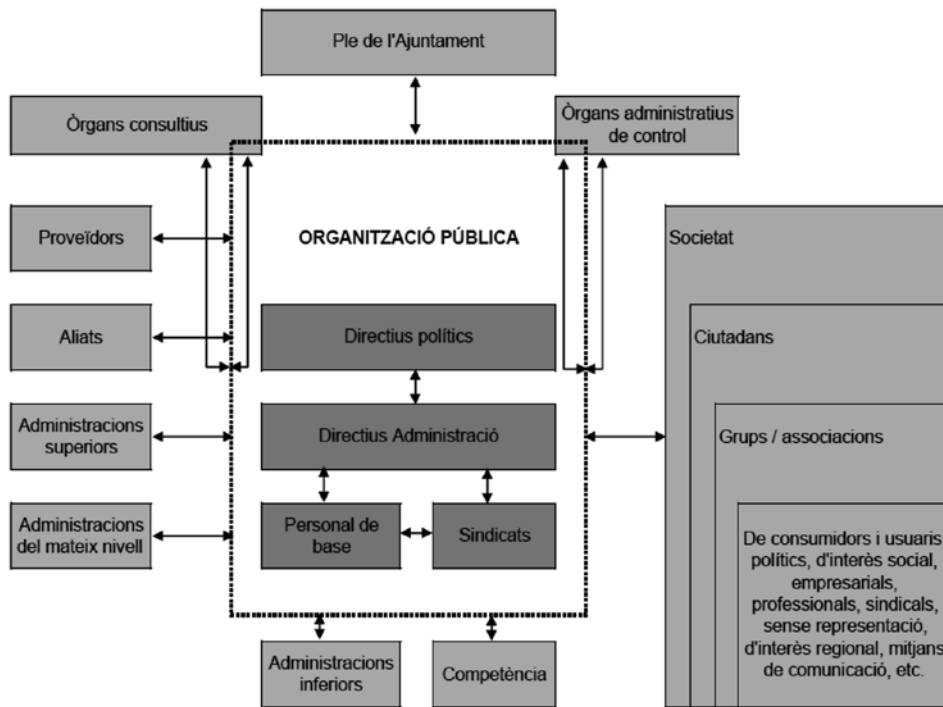 Ple de l'Ajuntament
Òrgans consultius
Òrgans administratius
de control
Proveïdors
ORGANITZACIÓ PÚBLICA
Societat
Aliats
Directius polítics
Ciutadans
Administracions
superiors
Directius Administració
Grups / associacions
Administracions
del mateix nivell
Personal de
base
Sindicats
De consumidors i usuaris
polítics, d'interès social,
empresarials,
professionals, sindicals,
sense representació,
d'interès regional, mitjans
de comunicació, etc.
Administracions
inferiors
Competència